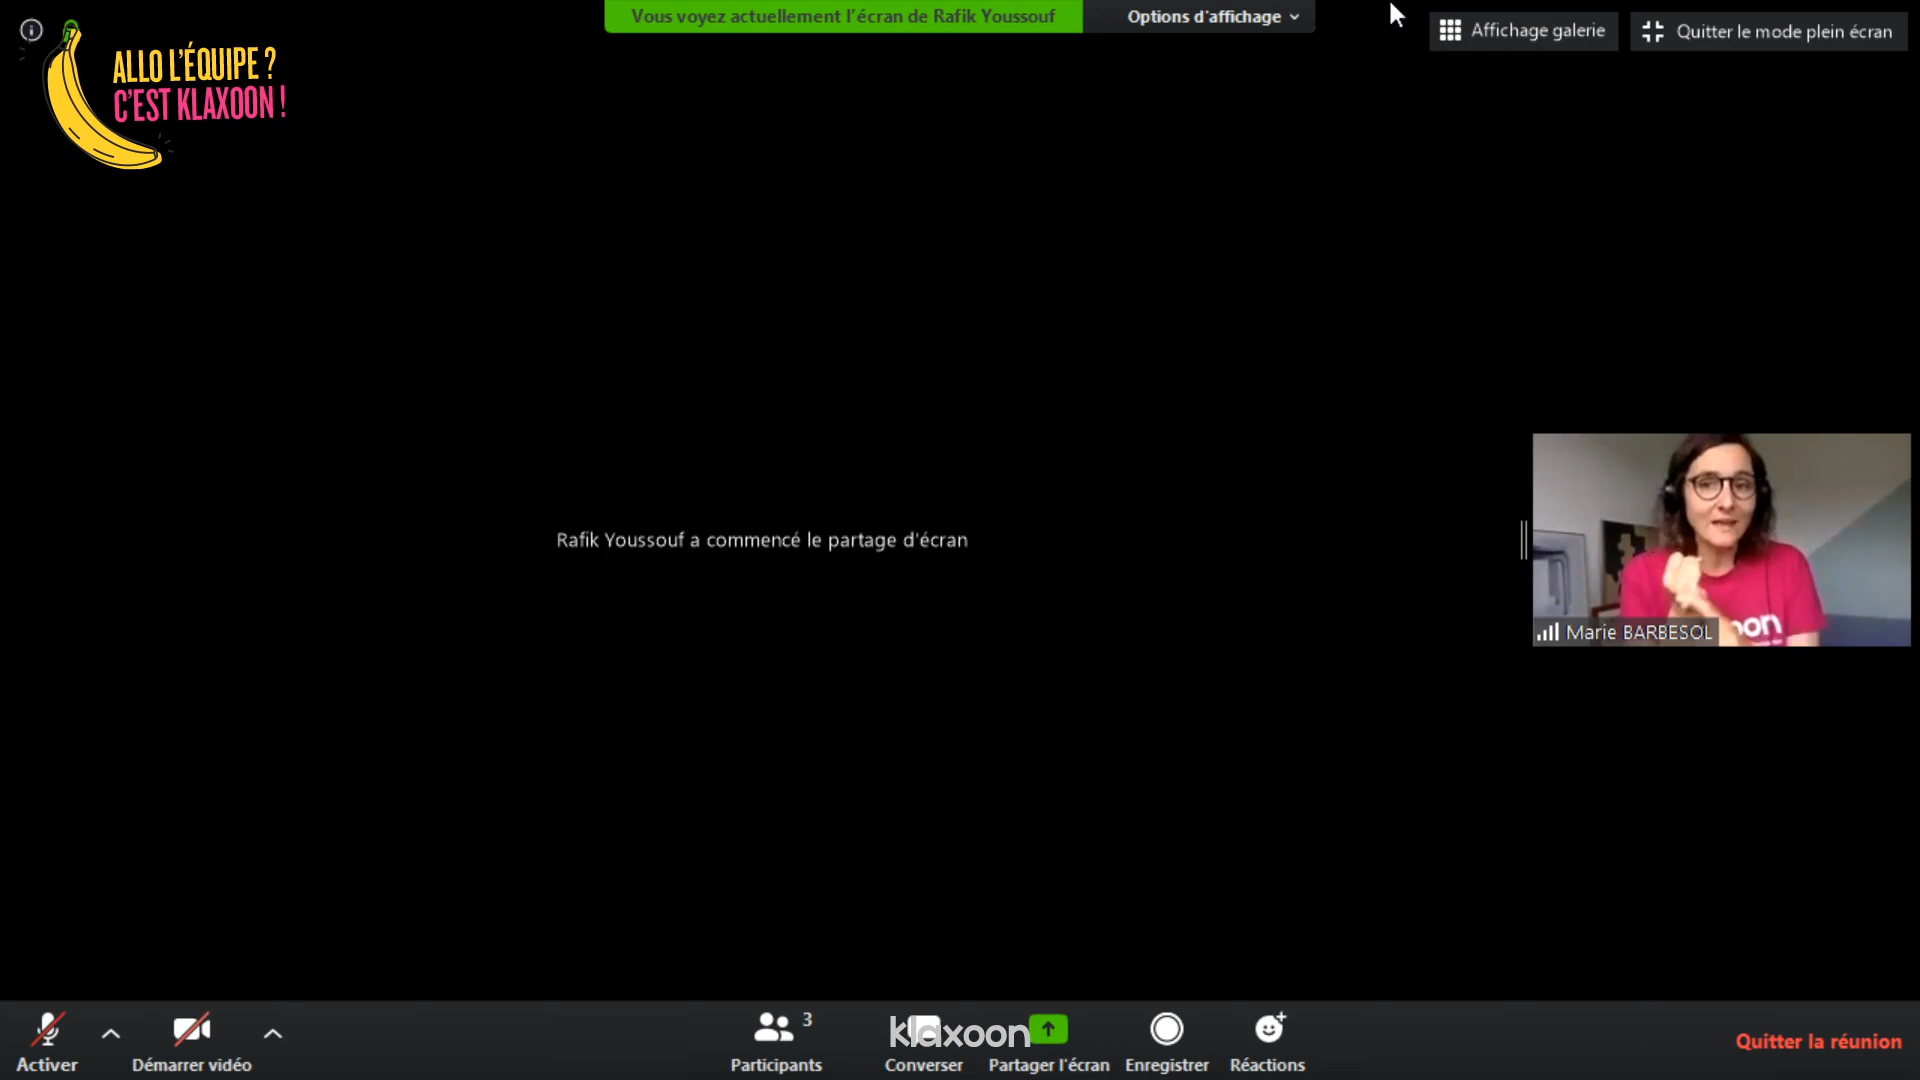 Vous voyez actuellement l'écran de Rafik Youssouf
Options d'affichage
Affichage galerie
Quitter le mode plein écran
ALLO L'ÉQUIPE ?
C'EST KLAXOON !
Rafik Youssouf a commencé le partage d'écran
oon
Marie BARBESOL
Activer
Démarrer vidéo
3
Participants
klaxoon
Converser
Partager l'écran
Enregistrer
Réactions
Quitter la réunion